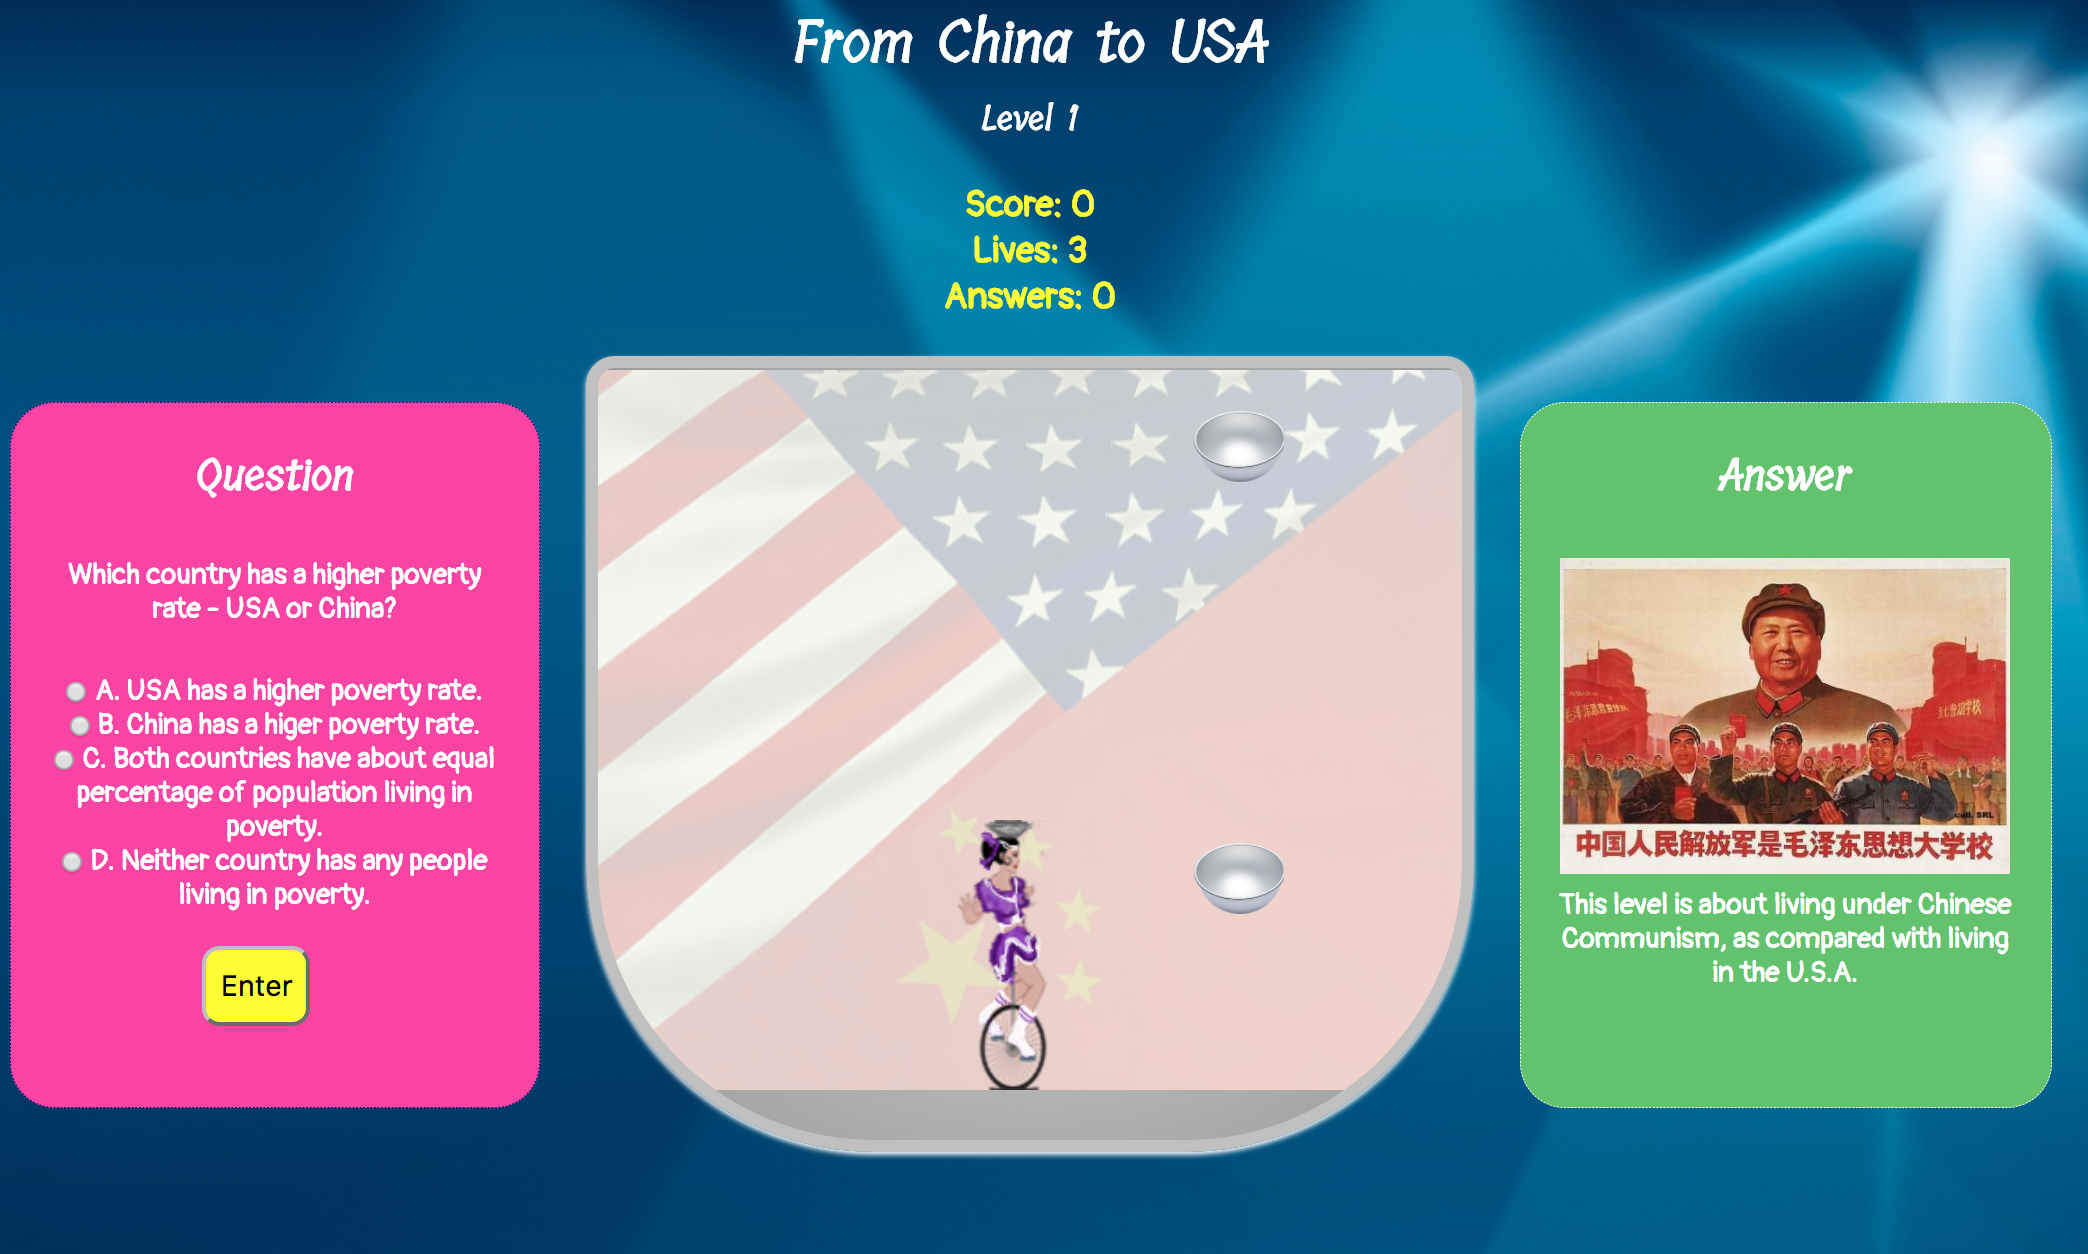 From China to USA
Level 1
Score: 0
Lives: 3
Answers: 0
Question
Which country has a higher poverty
rate - USA or China?
A. USA has a higher poverty rate.
B. China has a higer poverty rate.
C. Both countries have about equal
percentage of population living in
poverty.
D. Neither country has any people
living in poverty.
Enter
Answer
coll. SRL
中国人民解放军是毛泽东思想大学校
This level is about living under Chinese
Communism, as compared with living
in the U.S.A.